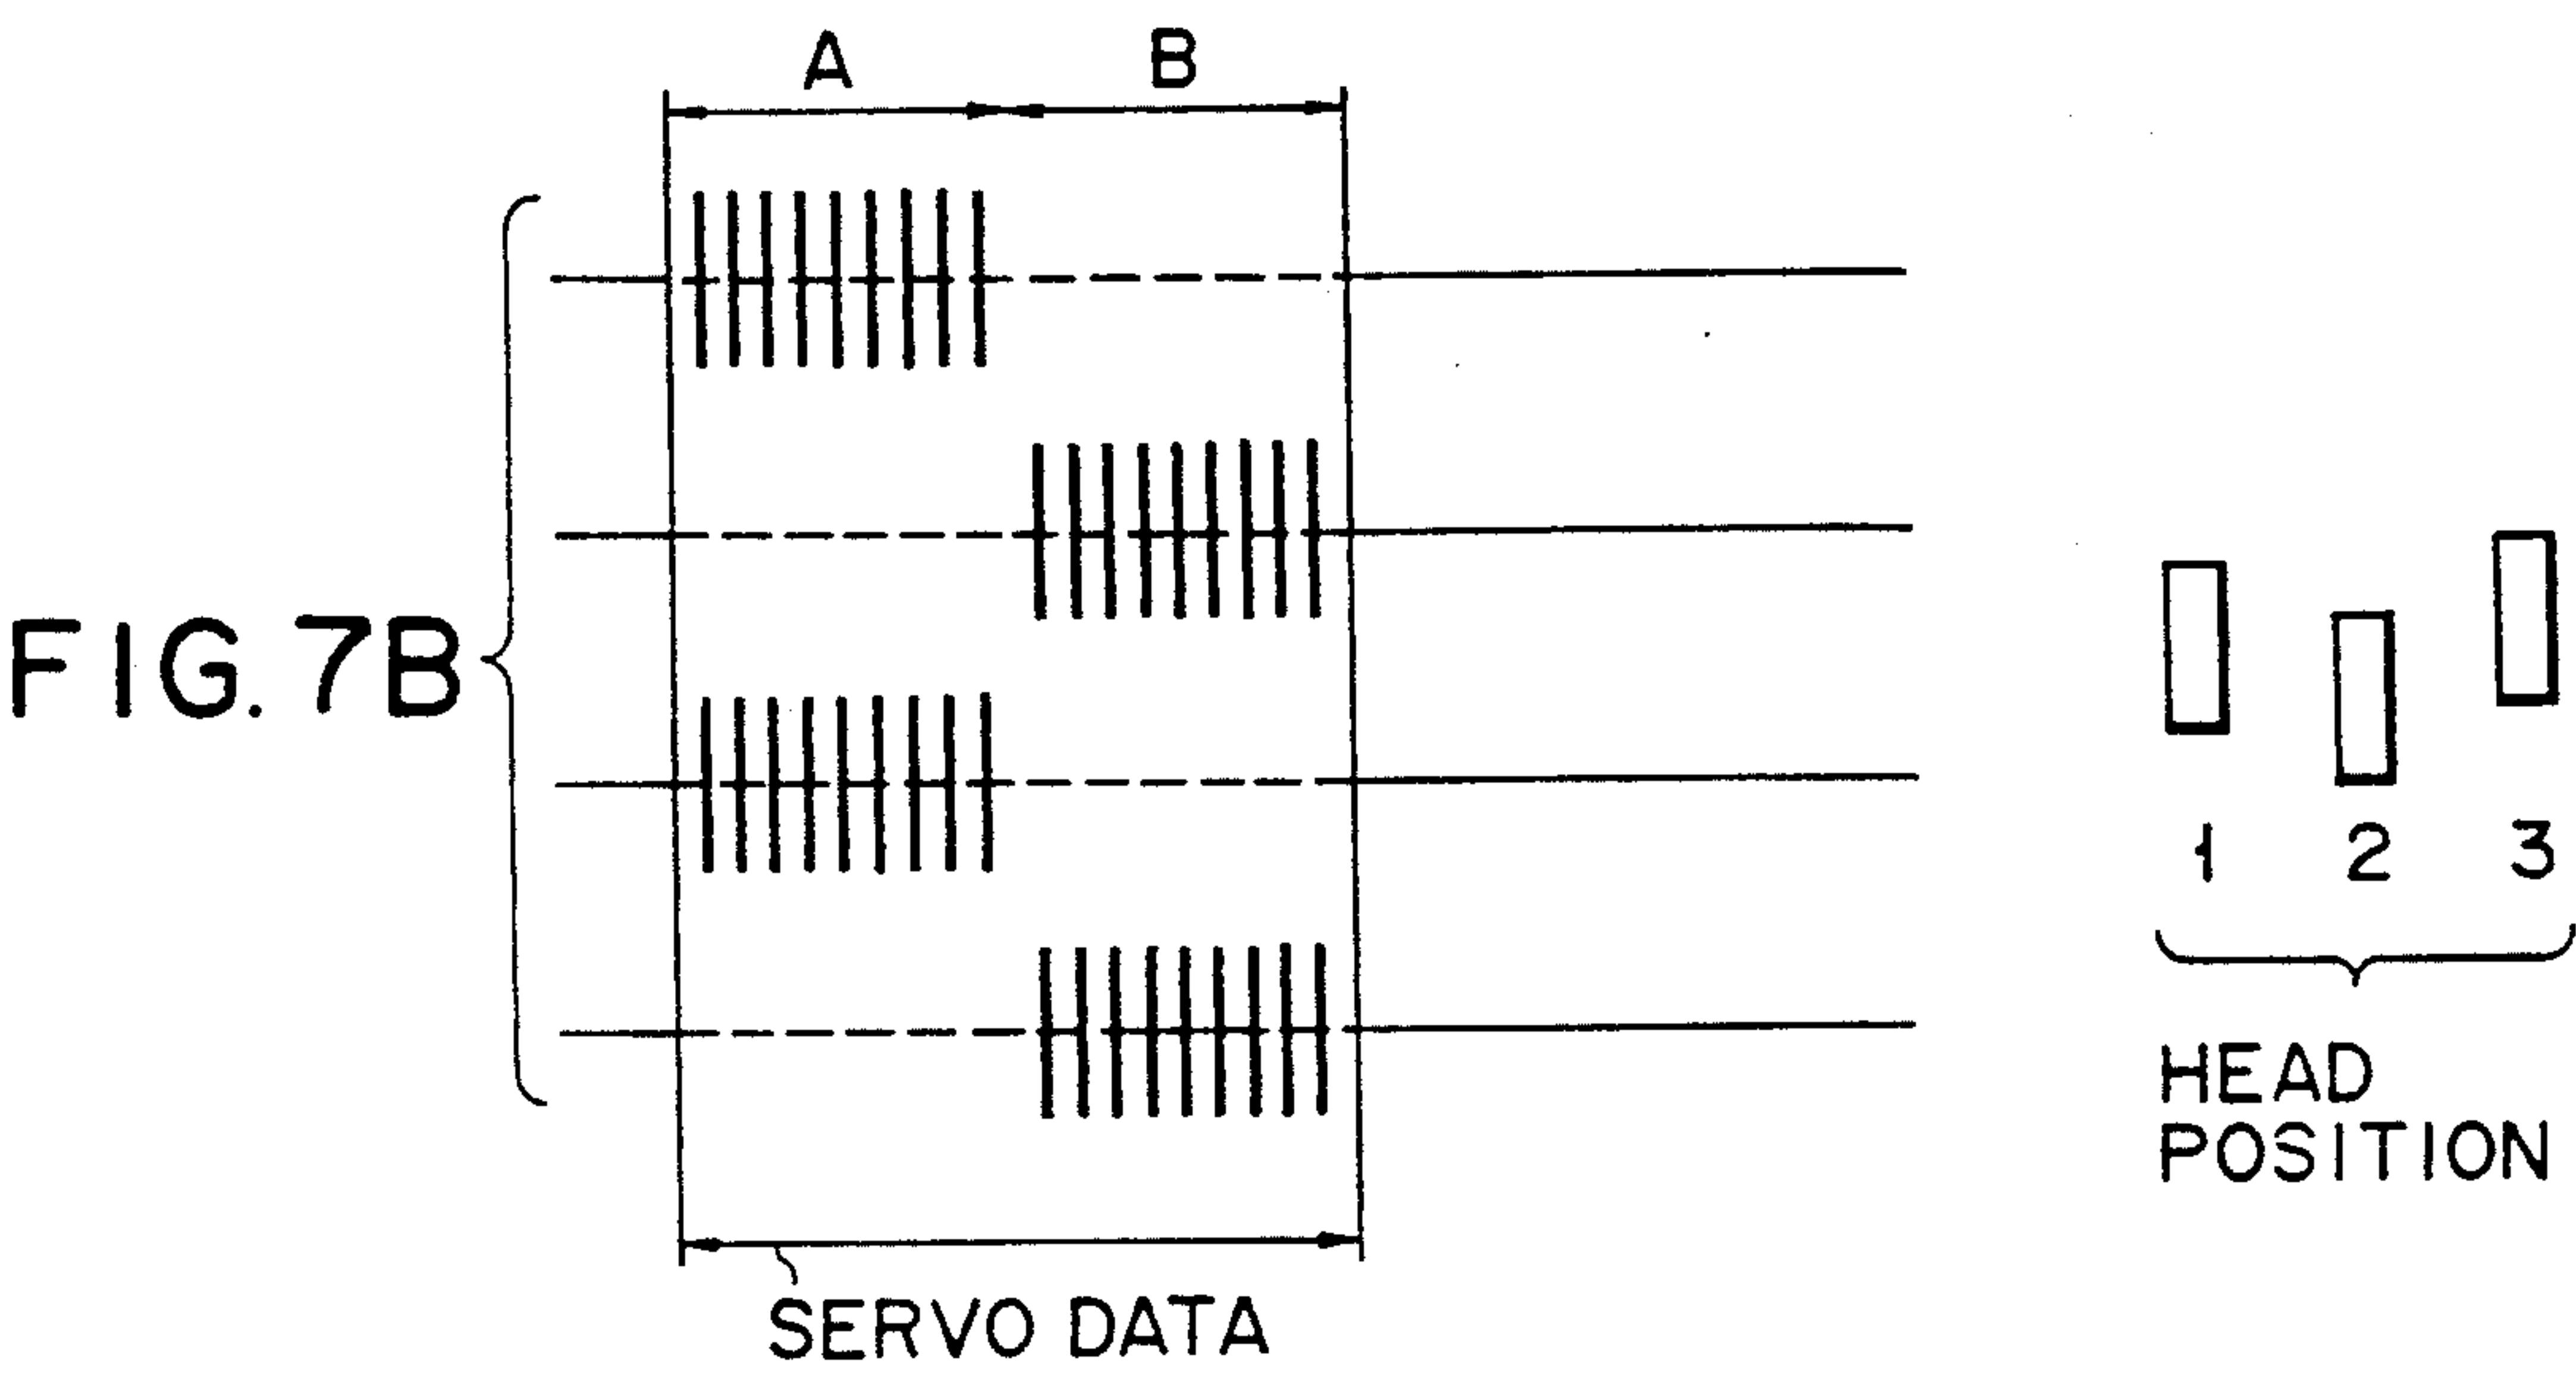 A B
FIG. 7B
1 2 3
HEAD
POSITION
SERVO DATA